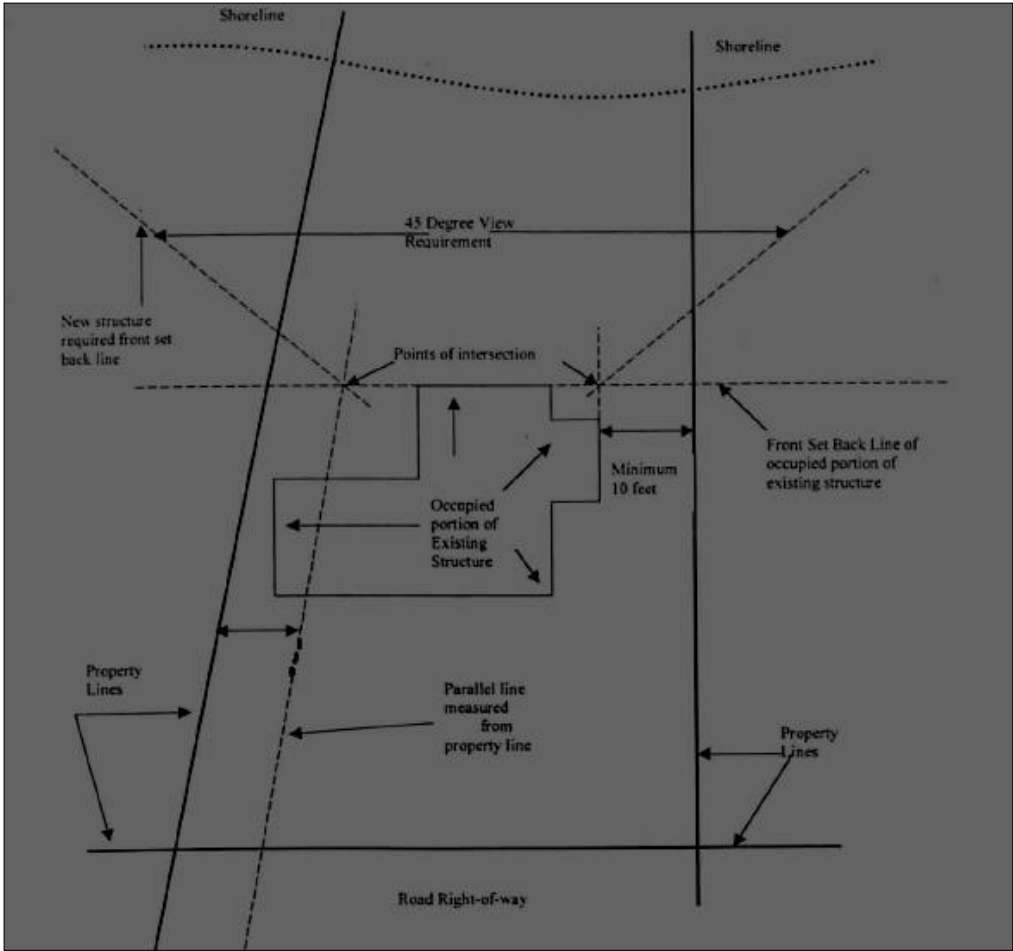 Shoreline
Shoreline
45 Degree View
Requirement
New structure
required front set
back line
Points of intersection
Front Set Back Line of
occupied portion of
existing structure
Minimum
10 feet
Occupied
portion of
Existing
Structure
Property
Lines
Parallel line
measured
from
property line
Property
Lines
Road Right-of-way